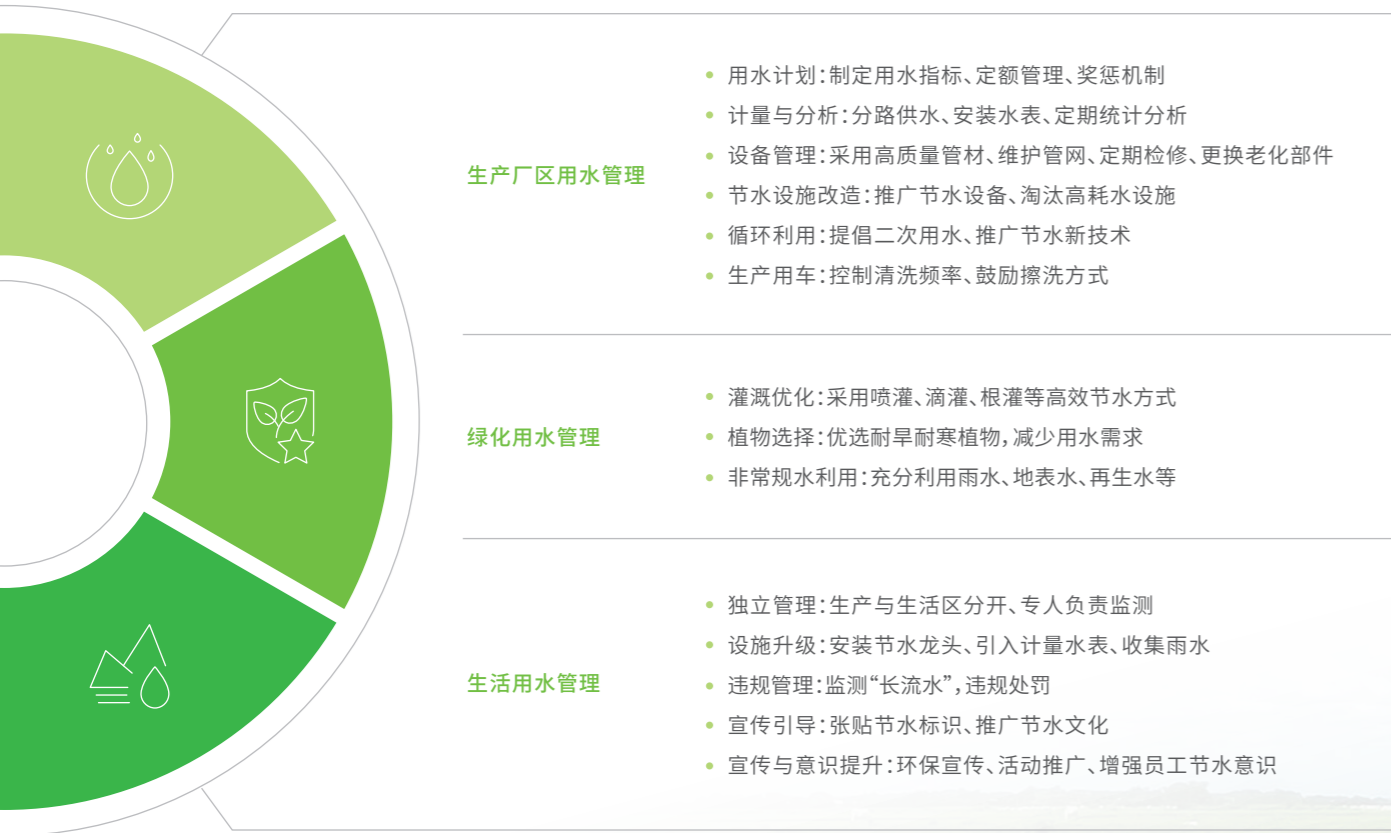 生产厂区用水管理
用水计划：制定用水指标、定额管理、奖惩机制
计量与分析：分路供水、安装水表、定期统计分析
设备管理：采用高质量管材、维护管网、定期检修、更换老化部件
节水设施改造：推广节水设备、淘汰高耗水设施
循环利用：提倡二次用水、推广节水新技术
生产用车：控制清洗频率、鼓励擦洗方式
绿化用水管理
灌溉优化：采用喷灌、滴灌、根灌等高效节水方式
植物选择：优选耐旱耐寒植物，减少用水需求
非常规水利用：充分利用雨水、地表水、再生水等
生活用水管理
独立管理：生产与生活区分开、专人负责监测
设施升级：安装节水龙头、引入计量水表、收集雨水
违规管理：监测“长流水”，违规处罚
宣传引导：张贴节水标识、推广节水文化
宣传与意识提升：环保宣传、活动推广、增强员工节水意识